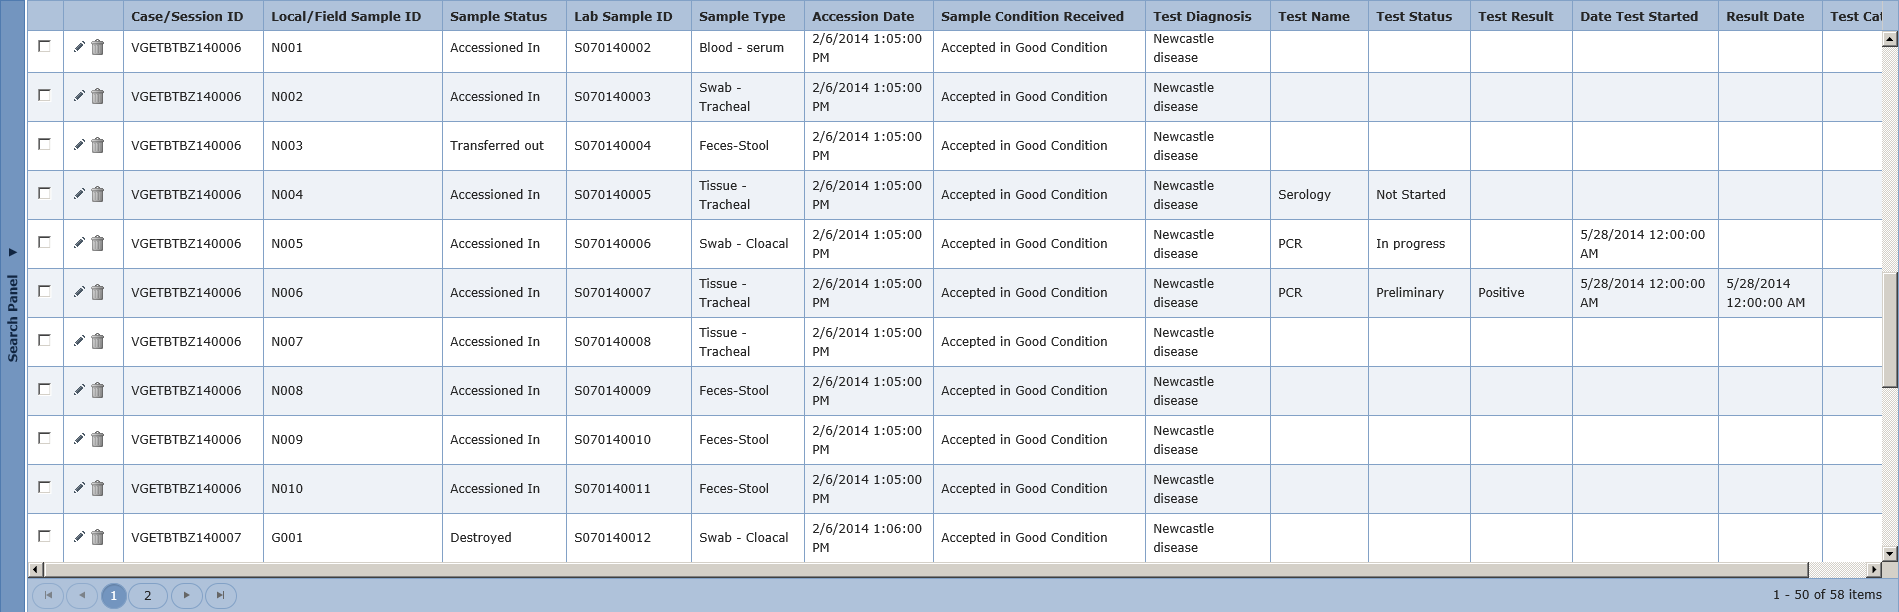 Case/Session ID Local/Field Sample ID Sample Status Lab Sample ID Sample Type Accession Date Sample Condition Received Test Diagnosis Test Name Test Status Test Result Date Test Started Result Date Test Cat
VGETBTBZ140006 N001 Accessioned In S070140002 Blood - serum 2/6/2014 1:05:00 PM Accepted in Good Condition Newcastle disease
VGETBTBZ140006 N002 Accessioned In S070140003 Swab - Tracheal 2/6/2014 1:05:00 PM Accepted in Good Condition Newcastle disease
VGETBTBZ140006 N003 Transferred out S070140004 Feces-Stool 2/6/2014 1:05:00 PM Accepted in Good Condition Newcastle disease
VGETBTBZ140006 N004 Accessioned In S070140005 Tissue - Tracheal 2/6/2014 1:05:00 PM Accepted in Good Condition Newcastle disease Serology Not Started
VGETBTBZ140006 N005 Accessioned In S070140006 Swab - Cloacal 2/6/2014 1:05:00 PM Accepted in Good Condition Newcastle disease PCR In progress 5/28/2014 12:00:00 AM
VGETBTBZ140006 N006 Accessioned In S070140007 Tissue - Tracheal 2/6/2014 1:05:00 PM Accepted in Good Condition Newcastle disease PCR Preliminary Positive 5/28/2014 12:00:00 AM 5/28/2014 12:00:00 AM
VGETBTBZ140006 N007 Accessioned In S070140008 Tissue - Tracheal 2/6/2014 1:05:00 PM Accepted in Good Condition Newcastle disease
VGETBTBZ140006 N008 Accessioned In S070140009 Feces-Stool 2/6/2014 1:05:00 PM Accepted in Good Condition Newcastle disease
VGETBTBZ140006 N009 Accessioned In S070140010 Feces-Stool 2/6/2014 1:05:00 PM Accepted in Good Condition Newcastle disease
VGETBTBZ140006 N010 Accessioned In S070140011 Feces-Stool 2/6/2014 1:05:00 PM Accepted in Good Condition Newcastle disease
VGETBTBZ140007 G001 Destroyed S070140012 Swab - Cloacal 2/6/2014 1:06:00 PM Accepted in Good Condition Newcastle disease
Search Panel
1 2 1 - 50 of 58 items